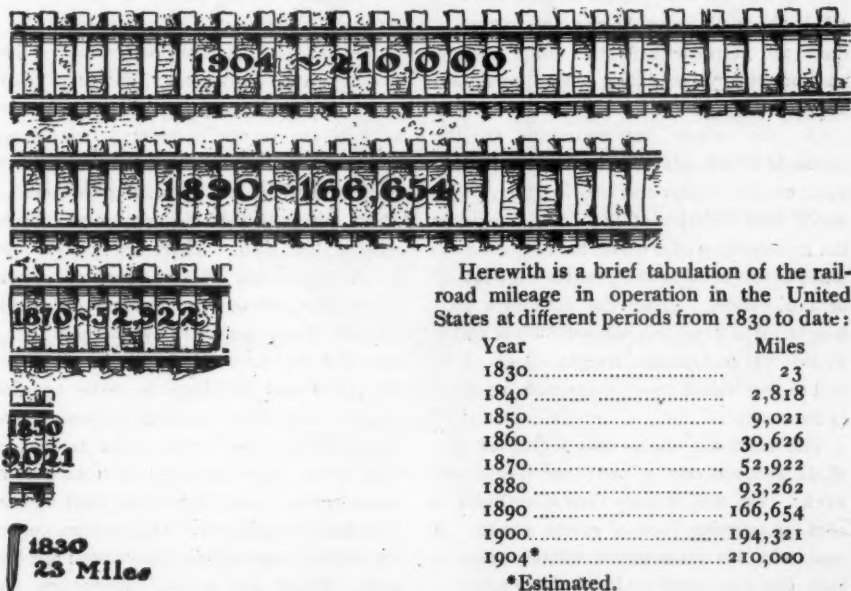 1904 ~ 210,000
1890 ~ 166,654
1870 ~ 52,922
1850
9,021
1830
23 Miles
Herewith is a brief tabulation of the rail-
road mileage in operation in the United
States at different periods from 1830 to date:
Year Miles
1830 23
1840 2,818
1850 9,021
1860 30,626
1870 52,922
1880 93,262
1890 166,654
1900 194,321
1904* 210,000
*Estimated.